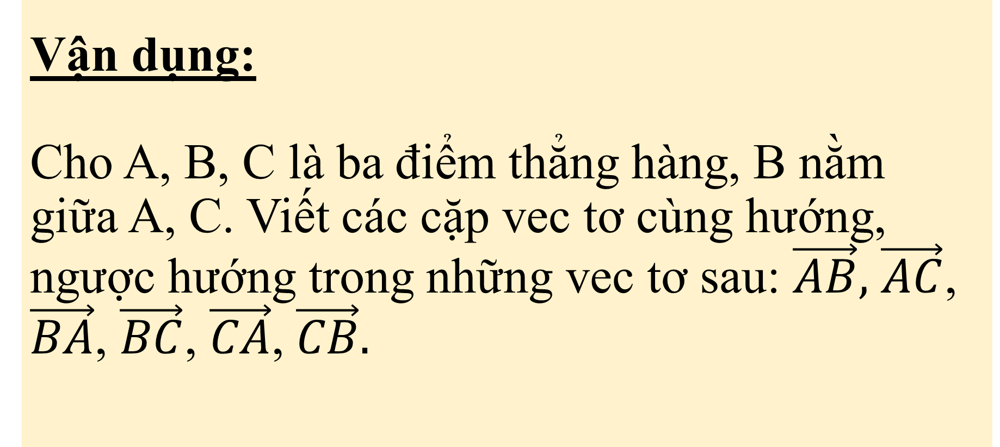 Vận dụng:
Cho A, B, C là ba điểm thẳng hàng, B nằm
giữa A, C. Viết các cặp vec tơ cùng hướng,
ngược hướng trong những vec tơ sau: $\overrightarrow{AB}$, $\overrightarrow{AC}$,
$\overrightarrow{BA}$, $\overrightarrow{BC}$, $\overrightarrow{CA}$, $\overrightarrow{CB}$.